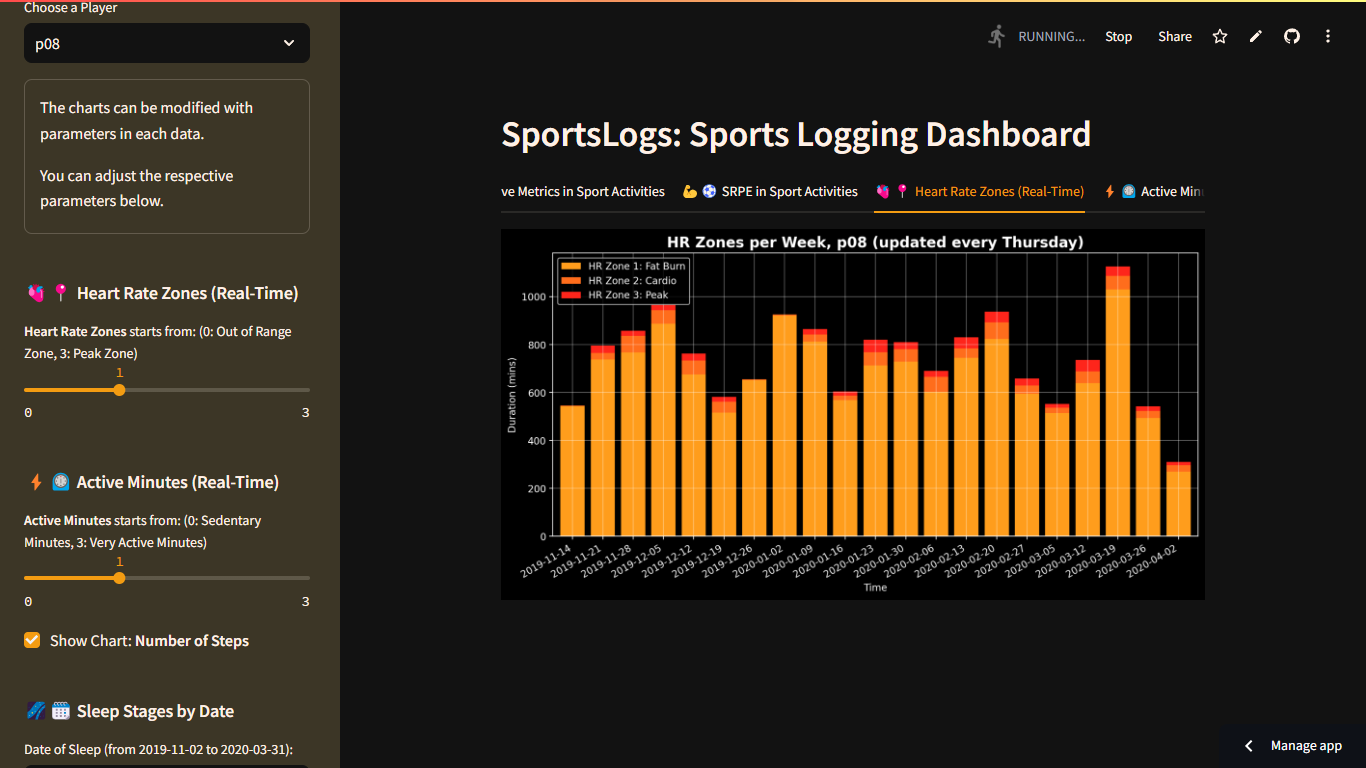 Choose a Player
p08
The charts can be modified with
parameters in each data.
You can adjust the respective
parameters below.
Heart Rate Zones (Real-Time)
Heart Rate Zones starts from: (0: Out of Range
Zone, 3: Peak Zone)
1
0 3
Active Minutes (Real-Time)
Active Minutes starts from: (0: Sedentary
Minutes, 3: Very Active Minutes)
1
0 3
Show Chart: Number of Steps
Sleep Stages by Date
Date of Sleep (from 2019-11-02 to 2020-03-31):
RUNNING... Stop Share
SportsLogs: Sports Logging Dashboard
ve Metrics in Sport Activities SRPE in Sport Activities Heart Rate Zones (Real-Time) Active Min
HR Zones per Week, p08 (updated every Thursday)
HR Zone 1: Fat Burn
HR Zone 2: Cardio
HR Zone 3: Peak
Duration (mins)
1000
800
600
400
200
0
2019-11-14 2019-11-21 2019-11-28 2019-12-05 2019-12-12 2019-12-19 2019-12-26 2020-01-02 2020-01-09 2020-01-16 2020-01-23 2020-01-30 2020-02-06 2020-02-13 2020-02-20 2020-02-27 2020-03-05 2020-03-12 2020-03-19 2020-03-26 2020-04-02
Time
Manage app